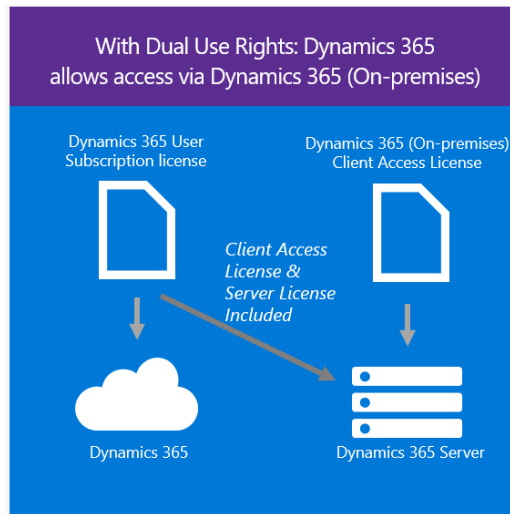 With Dual Use Rights: Dynamics 365
allows access via Dynamics 365 (On-premises)
Dynamics 365 User
Subscription license
Dynamics 365 (On-premises)
Client Access License
Client Access
License &
Server License
Included
Dynamics 365
Dynamics 365 Server